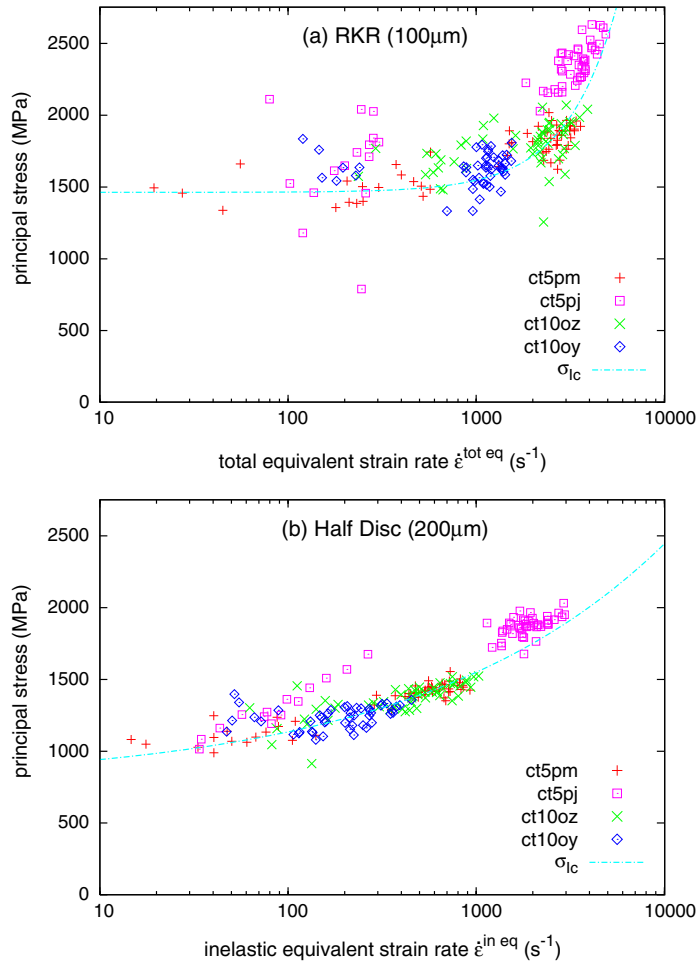 (a) RKR (100μm)
principal stress (MPa)
2500
2000
1500
1000
500
0
ct5pm
ct5pj
ct10oz
ct10oy
σIc
10 100 1000 10000
total equivalent strain rate ε̇tot eq (s-1)
(b) Half Disc (200μm)
principal stress (MPa)
2500
2000
1500
1000
500
0
ct5pm
ct5pj
ct10oz
ct10oy
σIc
10 100 1000 10000
inelastic equivalent strain rate ε̇in eq (s-1)